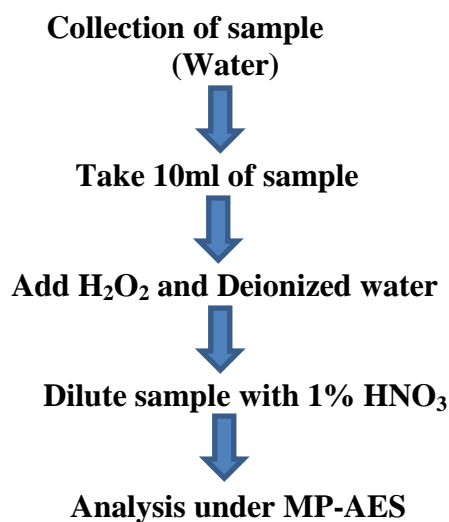 Collection of sample
(Water)
Take 10ml of sample
Add H₂O₂ and Deionized water
Dilute sample with 1% HNO₃
Analysis under MP-AES